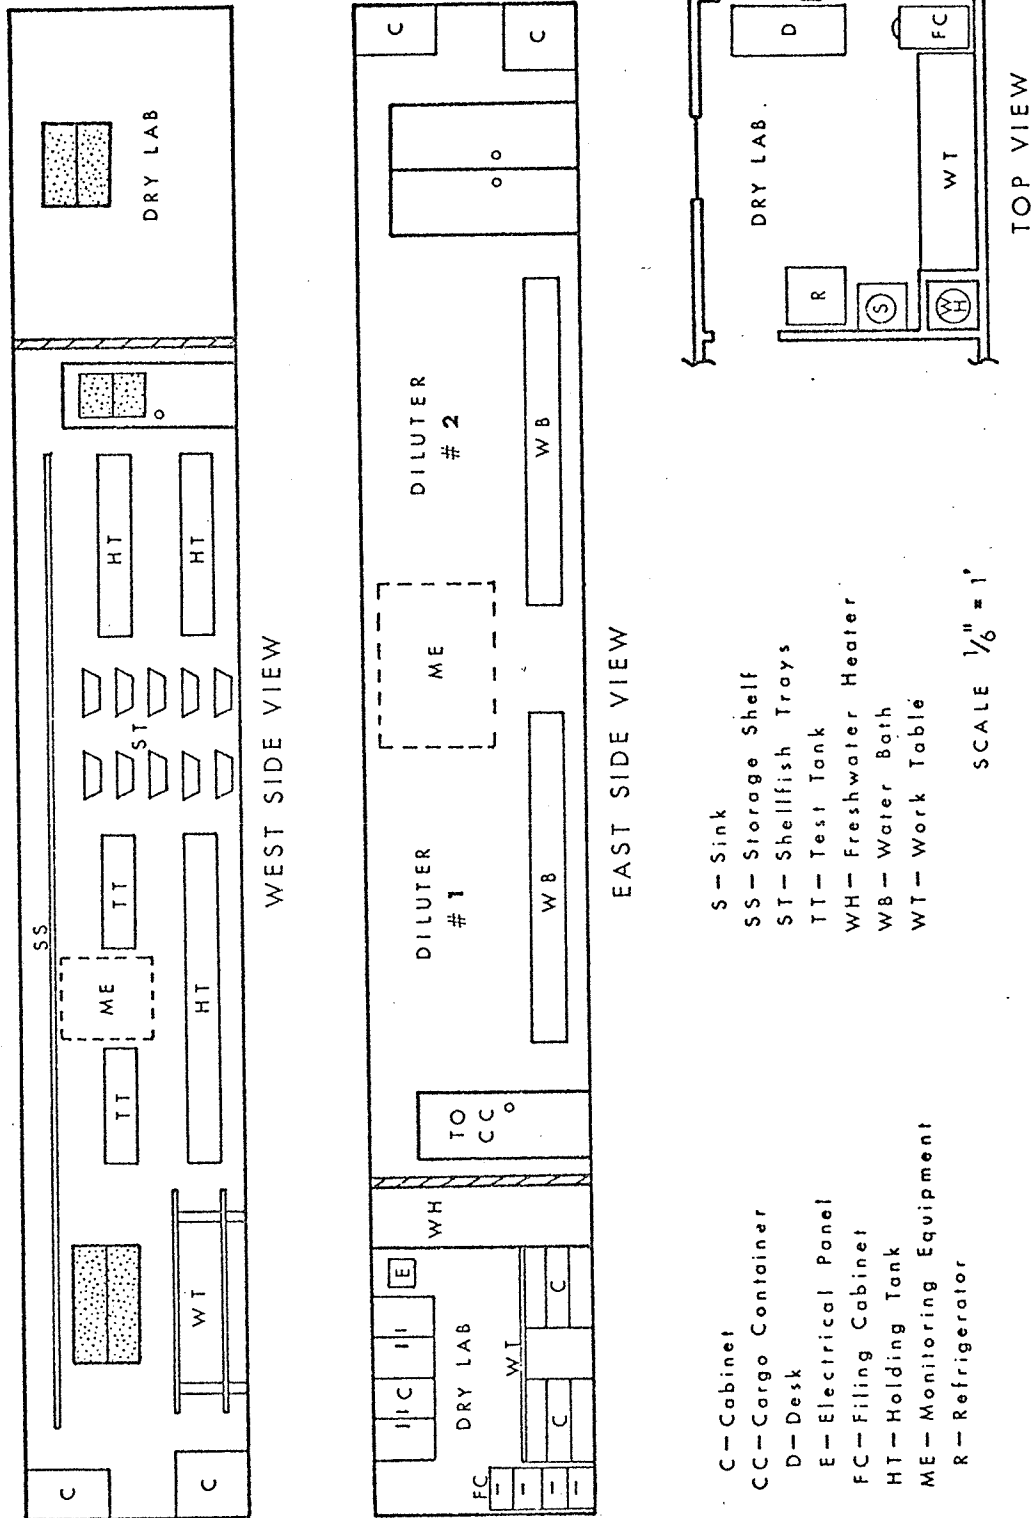 C
C
WT
TT
ME
TT
SS
HT
ST
HT
HT
DRY LAB
WEST SIDE VIEW
FC
C
C
WT
DRY LAB
I I C I I
E
WH
TO
CC
DILUTER
# 1
WB
ME
DILUTER
# 2
WB
C
C
EAST SIDE VIEW
C — Cabinet
CC — Cargo Container
D — Desk
E — Electrical Panel
FC — Filing Cabinet
HT — Holding Tank
ME — Monitoring Equipment
R — Refrigerator
S — Sink
SS — Storage Shelf
ST — Shellfish Trays
TT — Test Tank
WH — Freshwater Heater
WB — Water Bath
WT — Work Table
SCALE 1/6" = 1'
R
S
WH
DRY LAB.
WT
D
FC
TOP VIEW